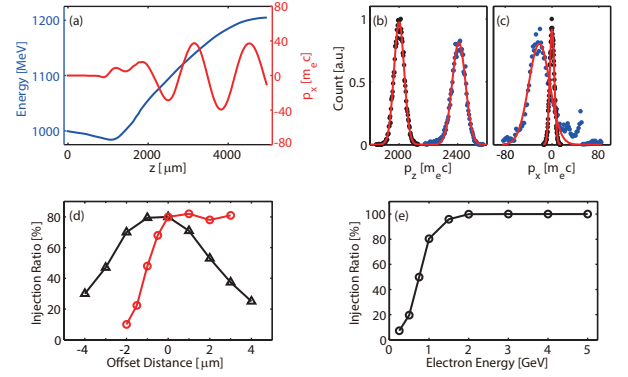 (a)
Energy [MeV]
1200
1100
1000
0
2000
4000
z [μm]
80
40
0
-40
-80
p_x [m_e c]
(b)
Count [a.u.]
1
0.5
0
2000
2400
p_z [m_e c]
(c)
-80
0
80
p_x [m_e c]
(d)
Injection Ratio [%]
80
60
40
20
0
-4
-2
0
2
4
Offset Distance [μm]
(e)
Injection Ratio [%]
100
80
60
40
20
0
0
1
2
3
4
5
Electron Energy [GeV]